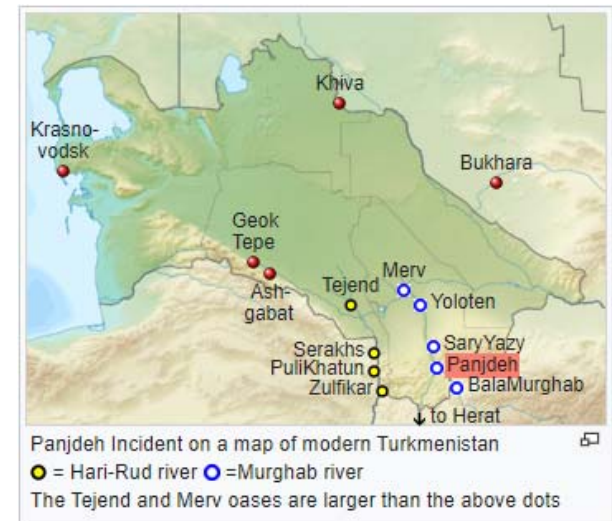 Khiva
Krasno-
vodsk
Bukhara
Geok
Tepe
Ash-
gabat
Tejend
Merv
Yoloten
Serakhs
SaryYazy
PuliKhatun
Panjdeh
Zulfikar
BalaMurghab
to Herat
Panjdeh Incident on a map of modern Turkmenistan
= Hari-Rud river =Murghab river
The Tejend and Merv oases are larger than the above dots